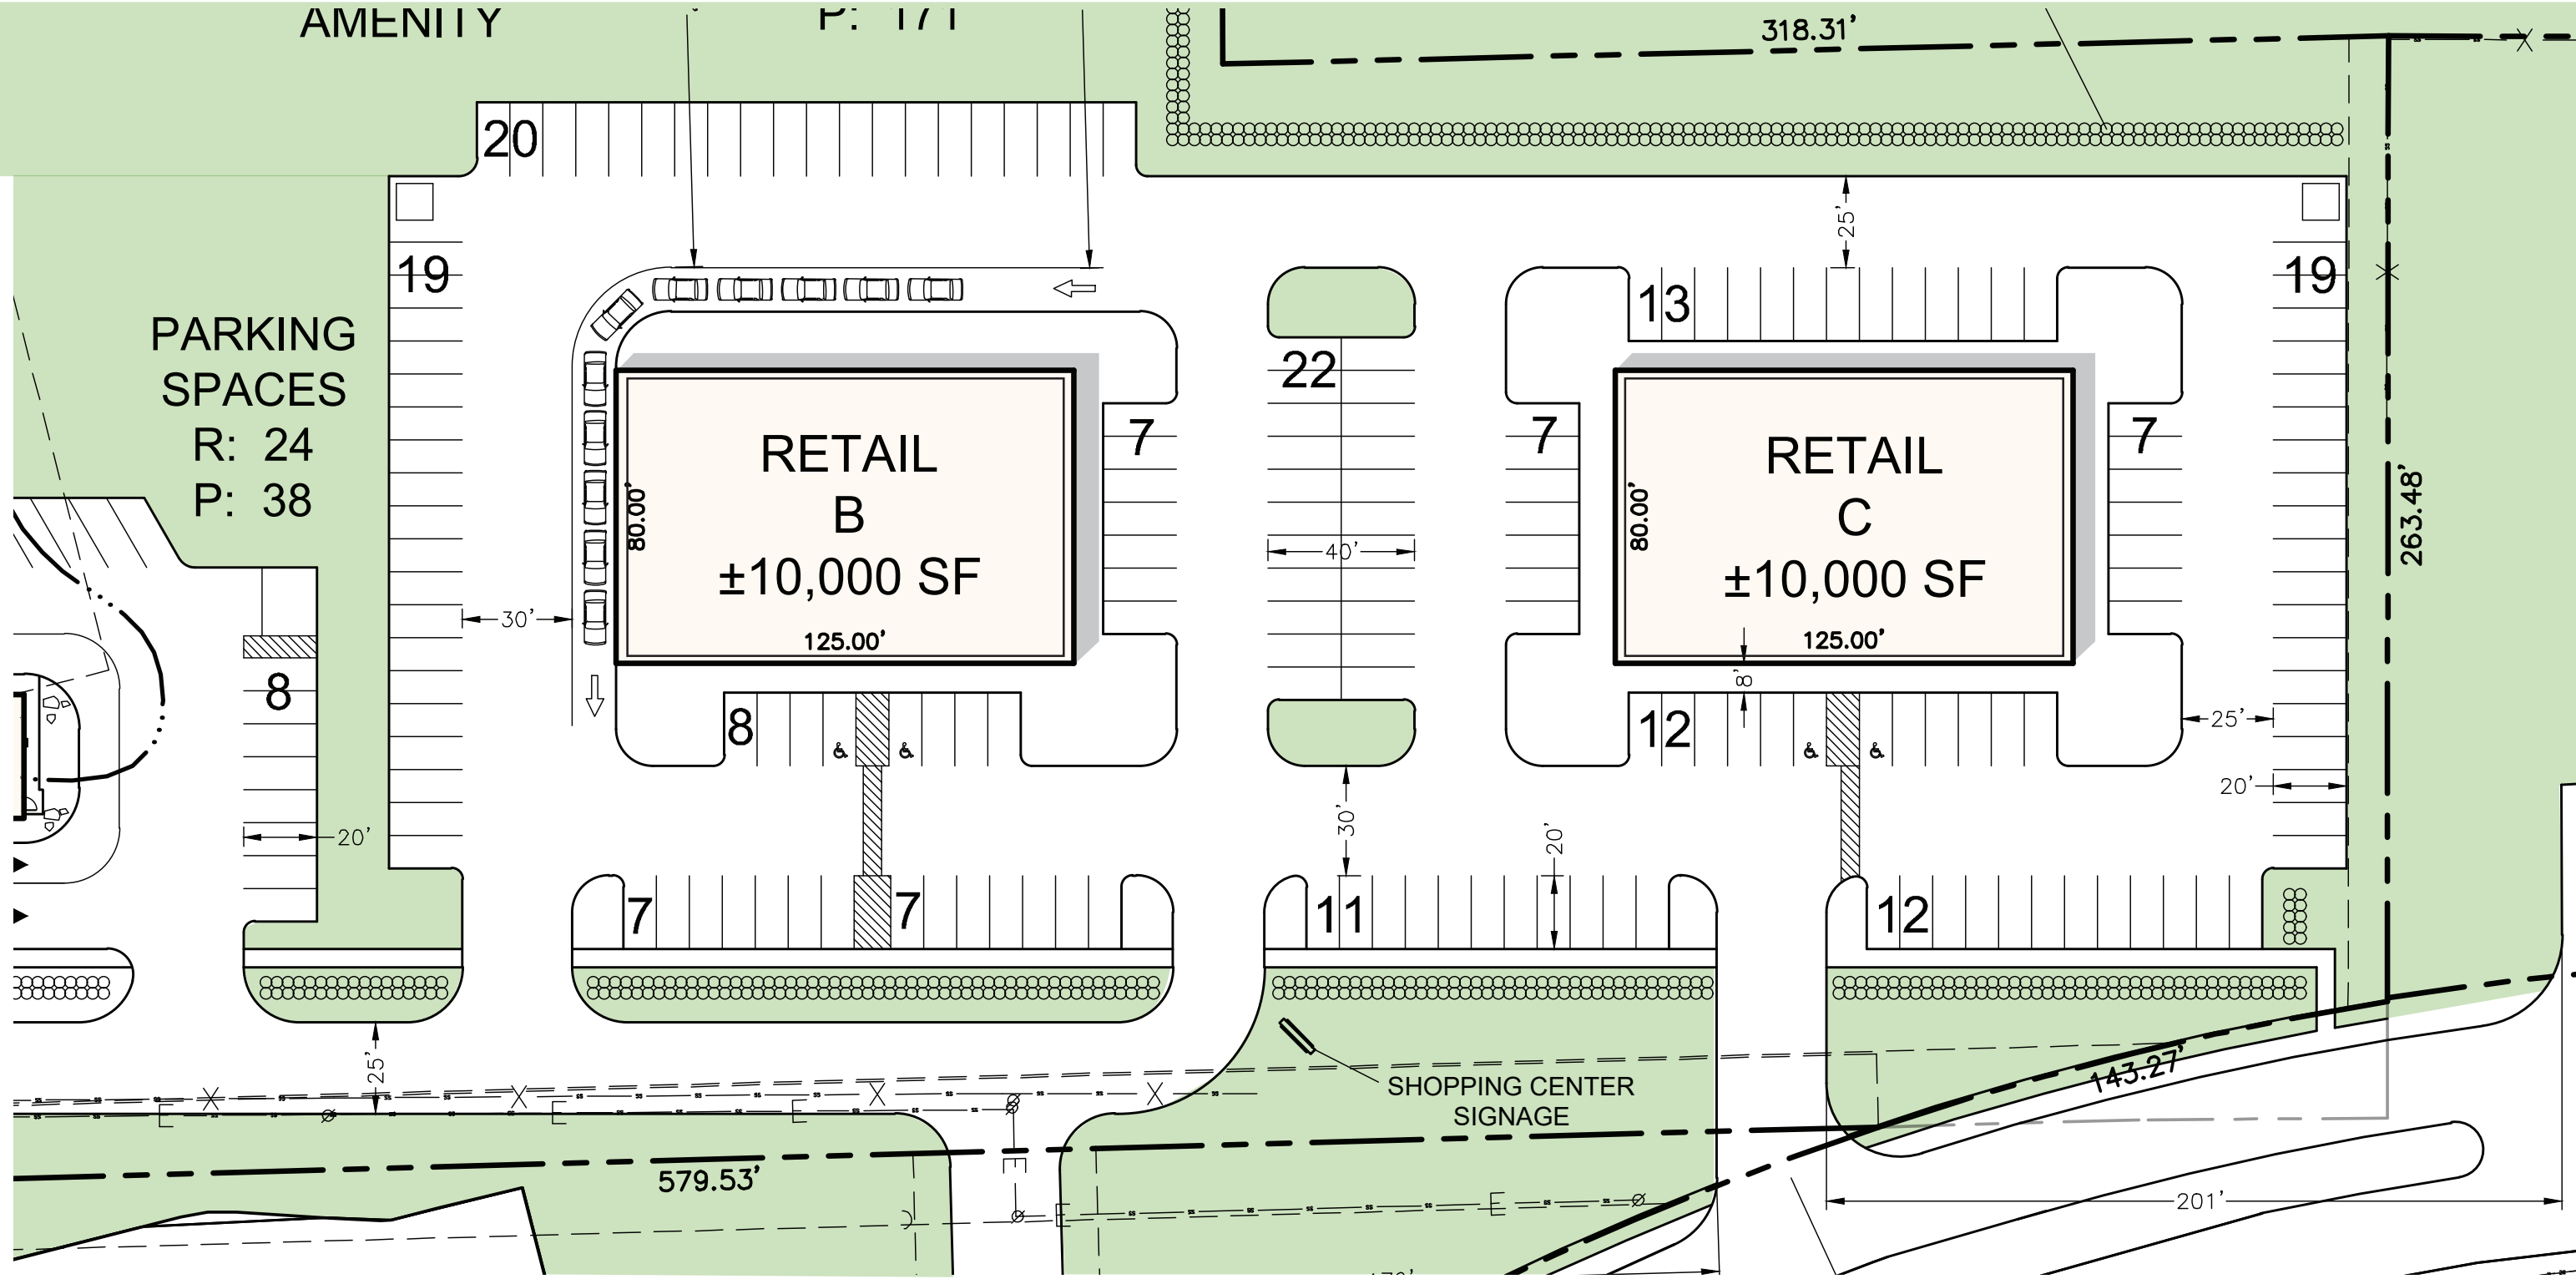 AMENITY
P: 171
318.31'
20
19
25'
13
19
PARKING
SPACES
R: 24
P: 38
22
7
7
7
RETAIL
B
±10,000 SF
80.00'
125.00'
RETAIL
C
±10,000 SF
80.00'
125.00'
263.48'
40'
30'
8'
8
8
12
25'
20'
20'
30'
20'
7
7
11
12
25'
SHOPPING CENTER
SIGNAGE
143.27'
579.53'
201'